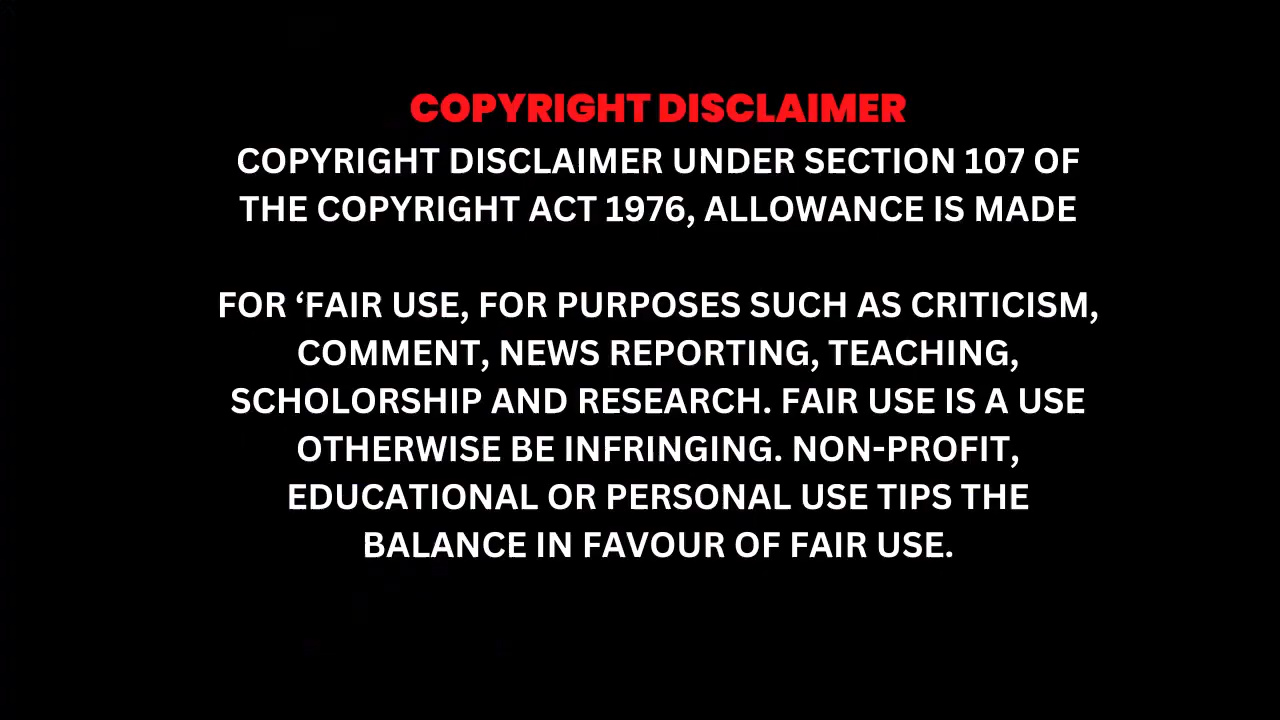 COPYRIGHT DISCLAIMER
COPYRIGHT DISCLAIMER UNDER SECTION 107 OF
THE COPYRIGHT ACT 1976, ALLOWANCE IS MADE
FOR ‘FAIR USE, FOR PURPOSES SUCH AS CRITICISM,
COMMENT, NEWS REPORTING, TEACHING,
SCHOLORSHIP AND RESEARCH. FAIR USE IS A USE
OTHERWISE BE INFRINGING. NON-PROFIT,
EDUCATIONAL OR PERSONAL USE TIPS THE
BALANCE IN FAVOUR OF FAIR USE.